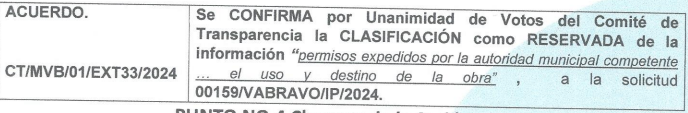 ACUERDO.
CT/MVB/01/EXT33/2024
Se CONFIRMA por Unanimidad de Votos del Comité de
Transparencia la CLASIFICACIÓN como RESERVADA de la
información "permisos expedidos por la autoridad municipal competente
... el uso y destino de la obra" , a la solicitud
00159/VABRAVO/IP/2024.